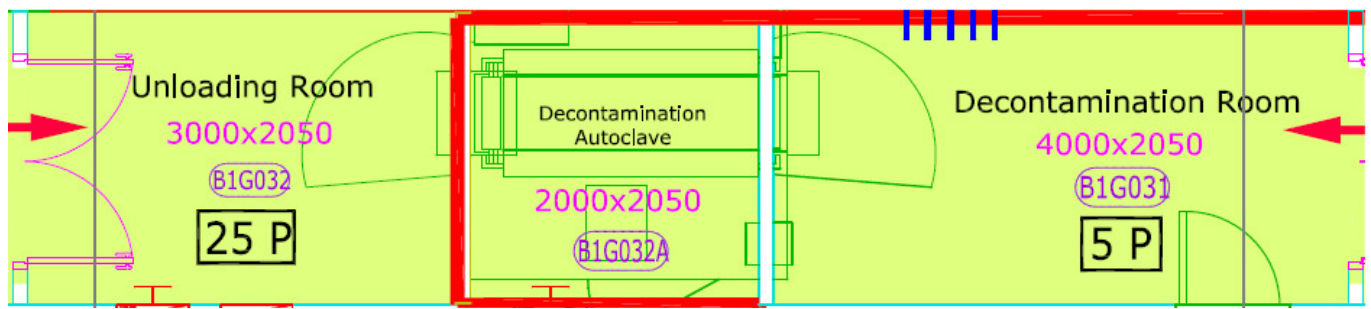 Unloading Room
3000x2050
B1G032
25 P
Decontamination
Autoclave
2000x2050
B1G032A
Decontamination Room
4000x2050
B1G031
5 P